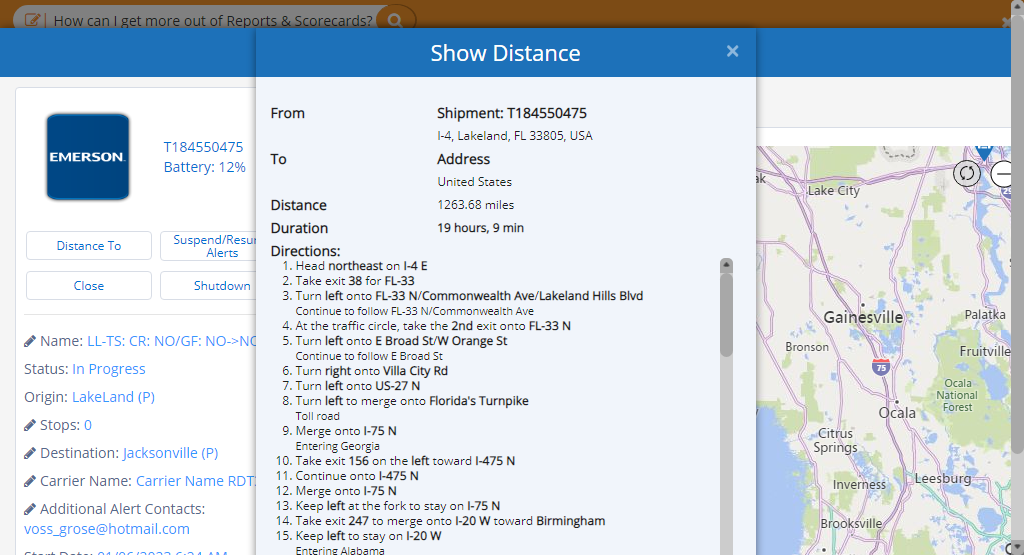 How can I get more out of Reports & Scorecards?
Show Distance
×
EMERSON.
T184550475
Battery: 12%
Distance To
Suspend/Resu
Alerts
Close
Shutdown
Name: LL-TS: CR: NO/GF: NO->NO
Status: In Progress
Origin: LakeLand (P)
Stops: 0
Destination: Jacksonville (P)
Carrier Name: Carrier Name RDT
Additional Alert Contacts:
voss_grose@hotmail.com
Start Date: 01/06/2023 6:34 AM
From
Shipment: T184550475
I-4, Lakeland, FL 33805, USA
To
Address
United States
Distance
1263.68 miles
Duration
19 hours, 9 min
Directions:
1. Head northeast on I-4 E
2. Take exit 38 for FL-33
3. Turn left onto FL-33 N/Commonwealth Ave/Lakeland Hills Blvd
Continue to follow FL-33 N/Commonwealth Ave
4. At the traffic circle, take the 2nd exit onto FL-33 N
5. Turn left onto E Broad St/W Orange St
Continue to follow E Broad St
6. Turn right onto Villa City Rd
7. Turn left onto US-27 N
8. Turn left to merge onto Florida's Turnpike
Toll road
9. Merge onto I-75 N
Entering Georgia
10. Take exit 156 on the left toward I-475 N
11. Continue onto I-475 N
12. Merge onto I-75 N
13. Keep left at the fork to stay on I-75 N
14. Take exit 247 to merge onto I-20 W toward Birmingham
15. Keep left to stay on I-20 W
Entering Alabama
ak
Lake City
Gainesville
Palatka
Bronson
75
Fruitville
Ocala
National
Forest
Ocala
Citrus
Springs
Inverness
Leesburg
Brooksville